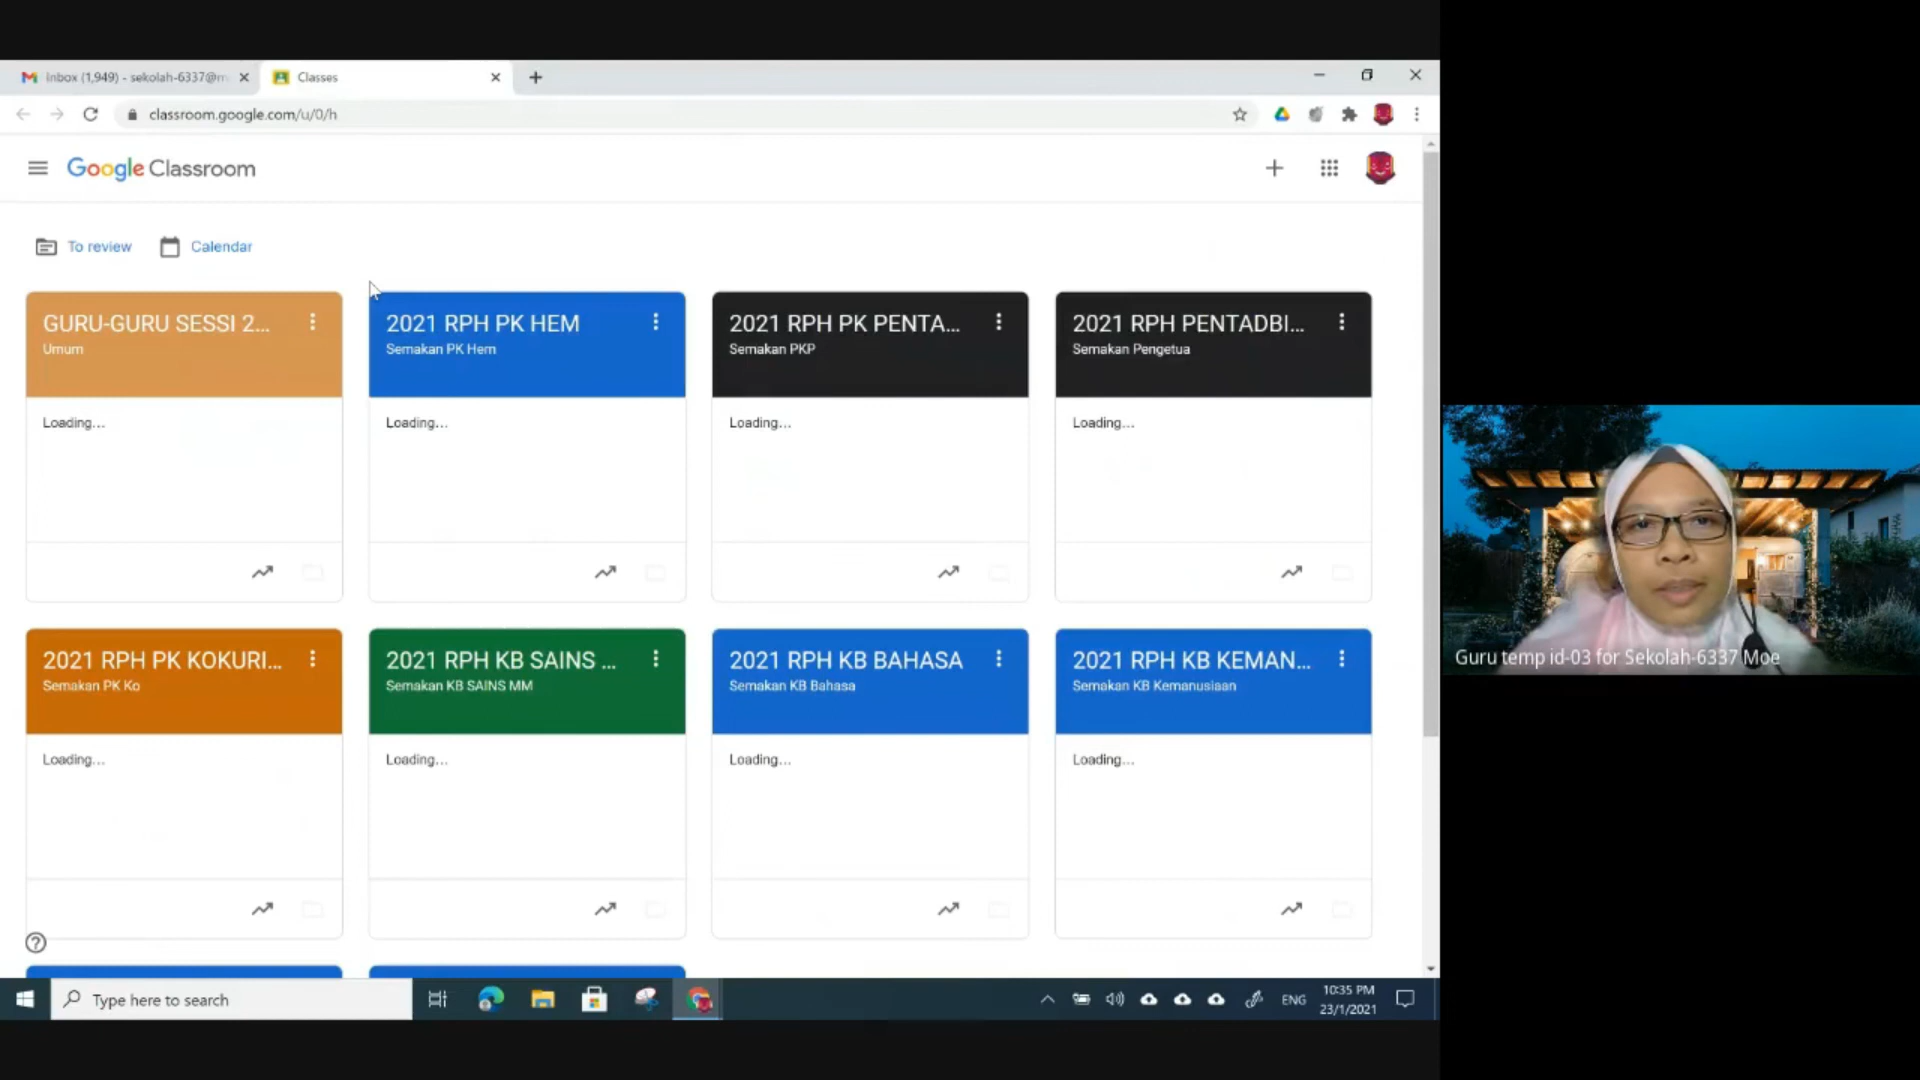 Inbox (1,949) - sekolah-6337@m
Classes
classroom.google.com/u/0/h
Google Classroom
To review
Calendar
GURU-GURU SESSI 2...
Umum
Loading...
2021 RPH PK HEM
Semakan PK Hem
Loading...
2021 RPH PK PENTA...
Semakan PKP
Loading...
2021 RPH PENTADBI...
Semakan Pengetua
Loading...
2021 RPH PK KOKURI...
Semakan PK Ko
Loading...
2021 RPH KB SAINS ...
Semakan KB SAINS MM
Loading...
2021 RPH KB BAHASA
Semakan KB Bahasa
Loading...
2021 RPH KB KEMAN...
Semakan KB Kemanusiaan
Loading...
Guru temp id-03 for Sekolah-6337 Moe
Type here to search
ENG
10:35 PM
23/1/2021